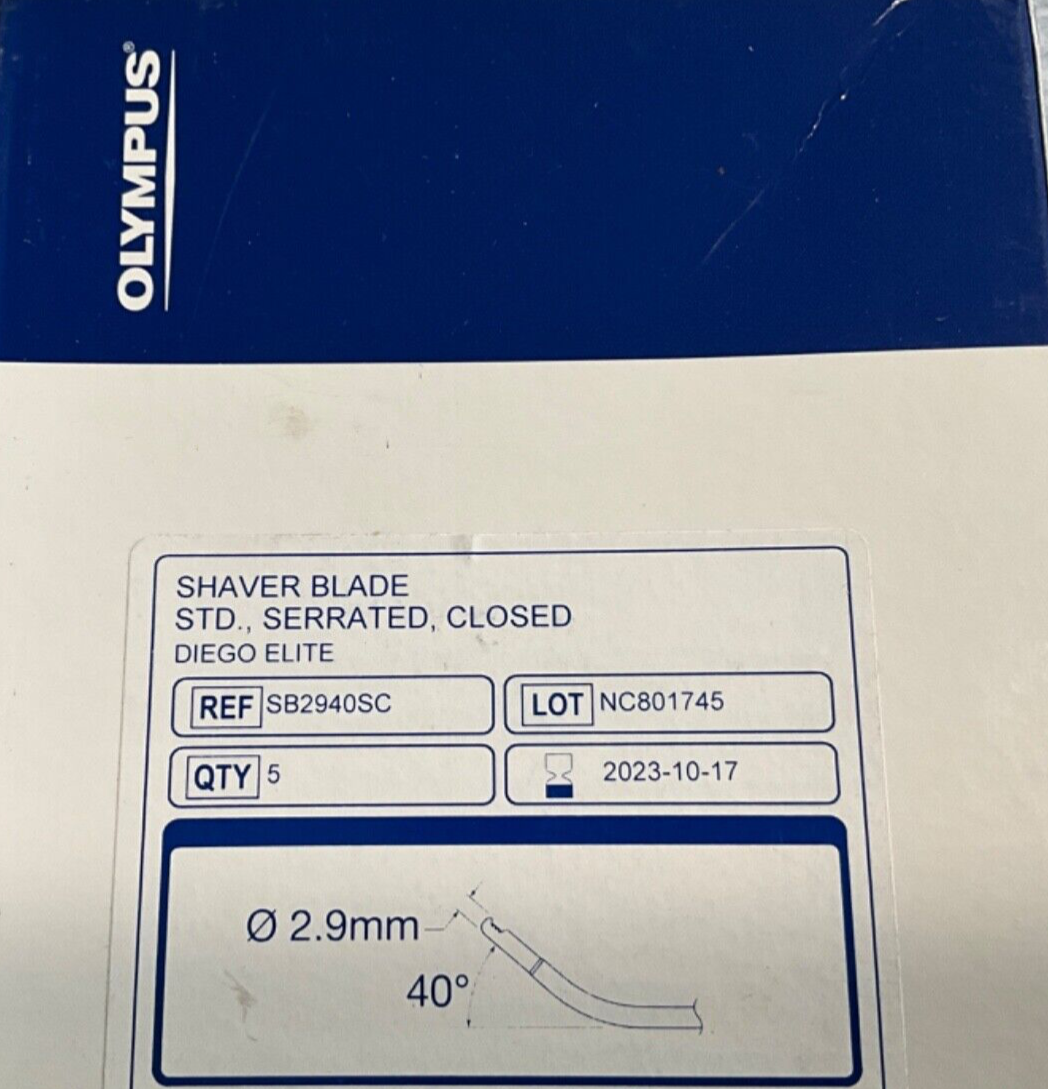 OLYMPUS®
SHAVER BLADE
STD., SERRATED, CLOSED
DIEGO ELITE
REF SB2940SC
LOT NC801745
QTY 5
2023-10-17
Ø 2.9mm
40°